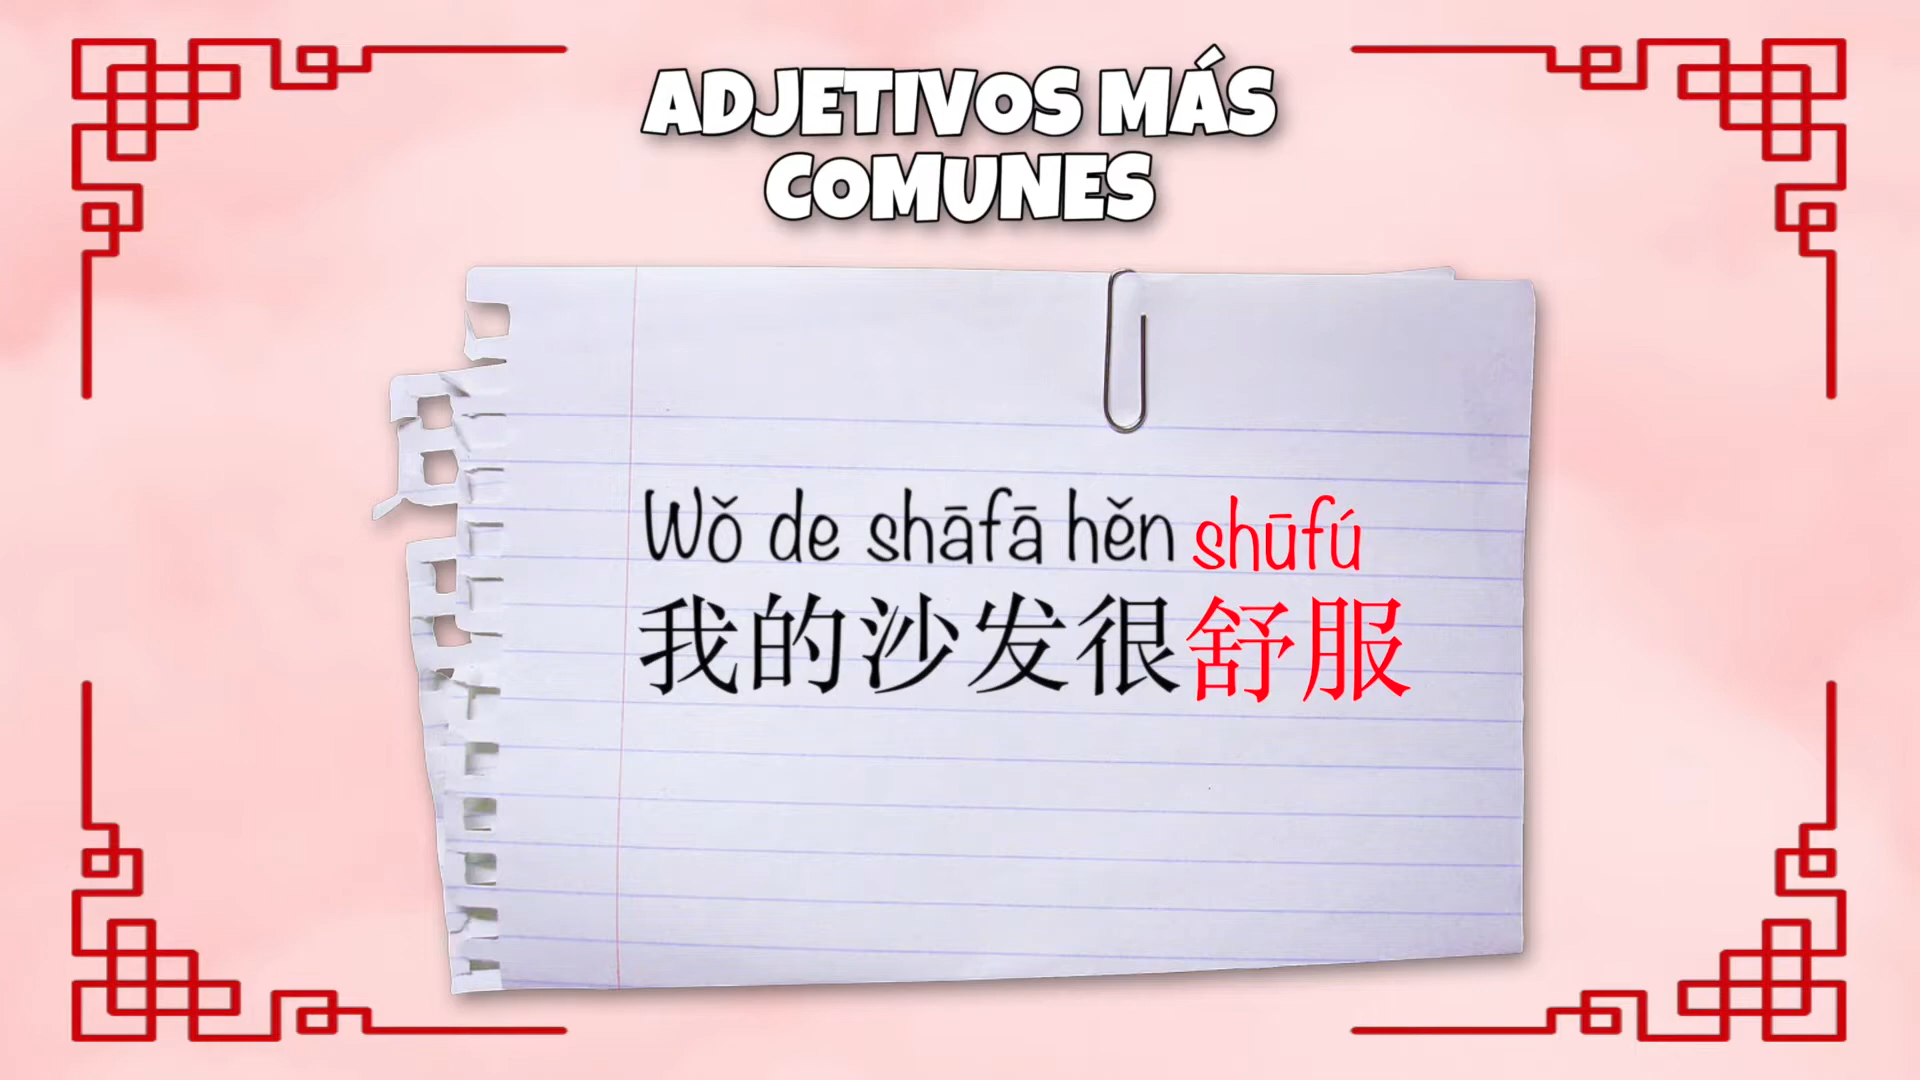 ADJETIVOS MÁS
COMUNES
Wǒ de shāfā hěn shūfú
我的沙发很舒服